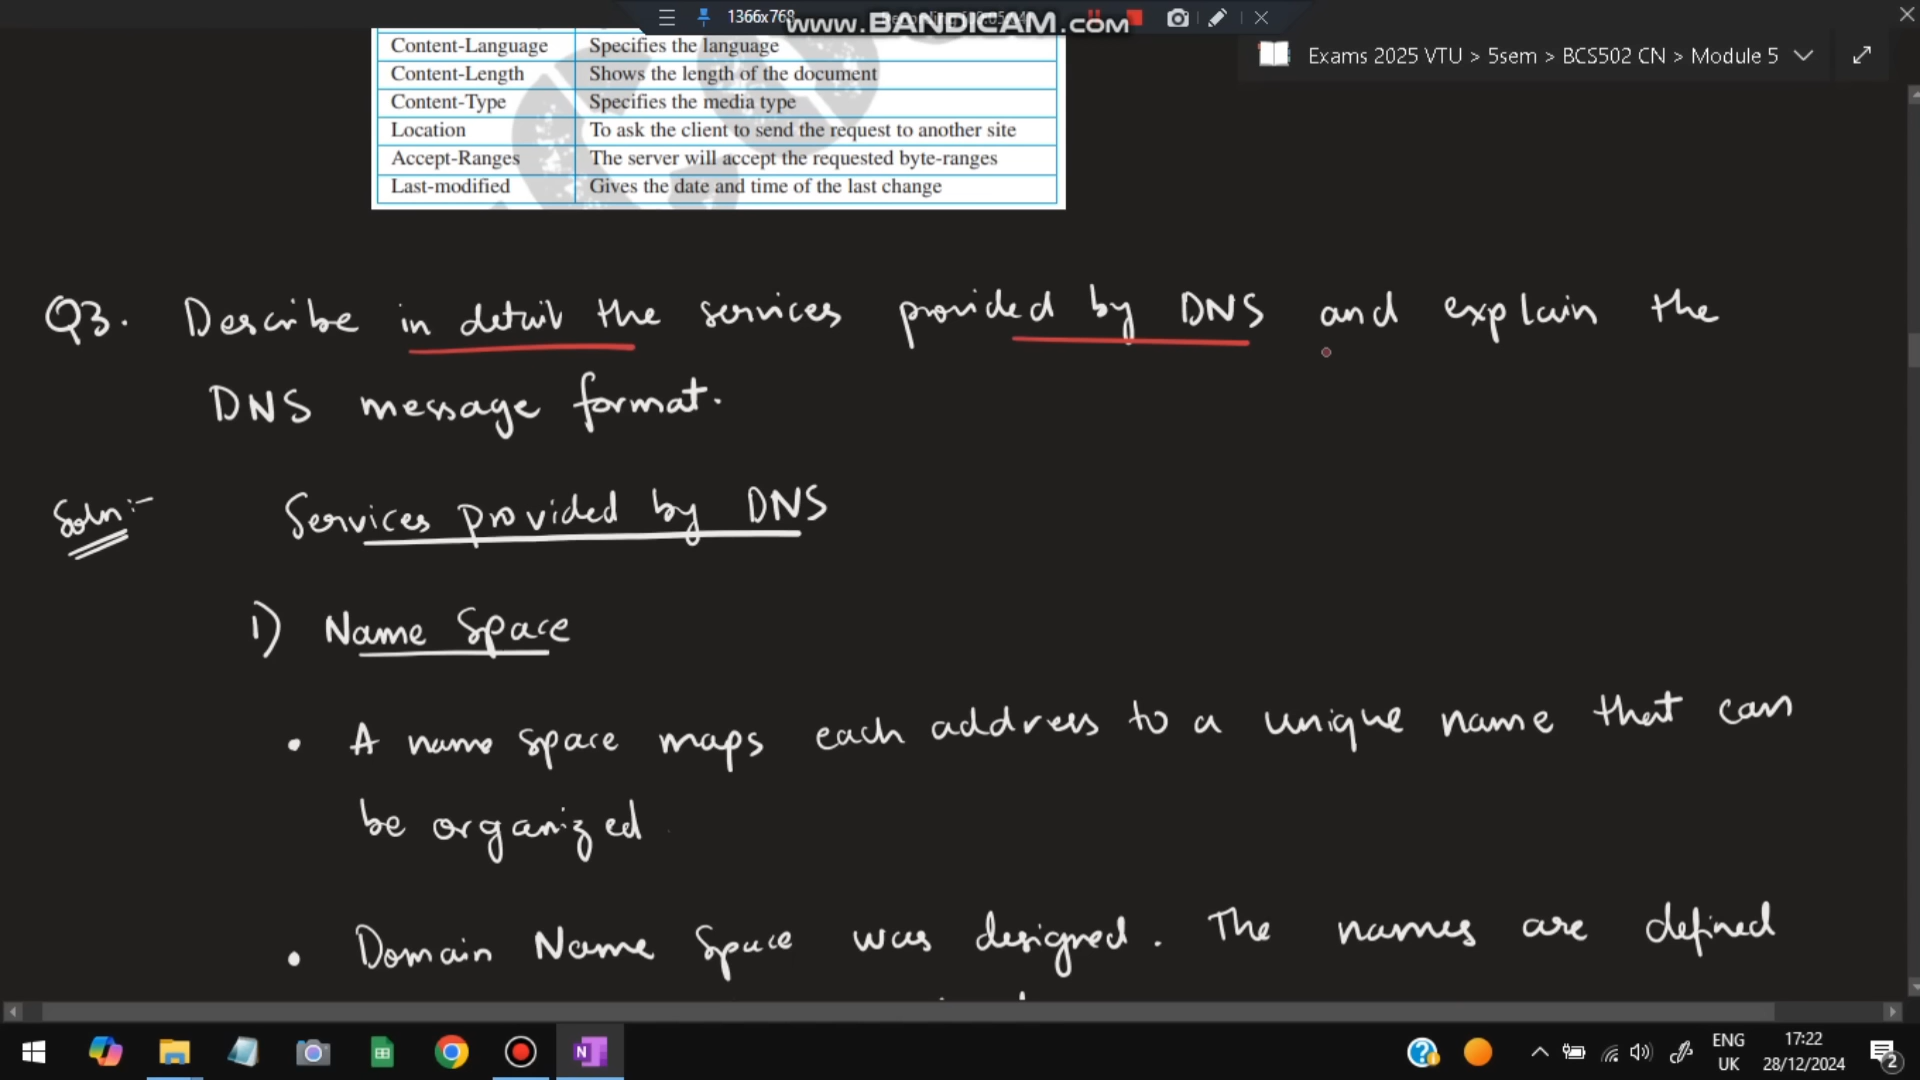 1366x768
www.BANDICAM.com
Exams 2025 VTU > 5sem > BCS502 CN > Module 5
Content-Language Specifies the language
Content-Length Shows the length of the document
Content-Type Specifies the media type
Location To ask the client to send the request to another site
Accept-Ranges The server will accept the requested byte-ranges
Last-modified Gives the date and time of the last change
Q3. Describe in detail the services provided by DNS and explain the
DNS message format.
Soln:-
Services provided by DNS
1) Name Space
• A name space maps each address to a unique name that can
be organized
• Domain Name Space was designed. The names are defined
ENG
UK
17:22
28/12/2024
2